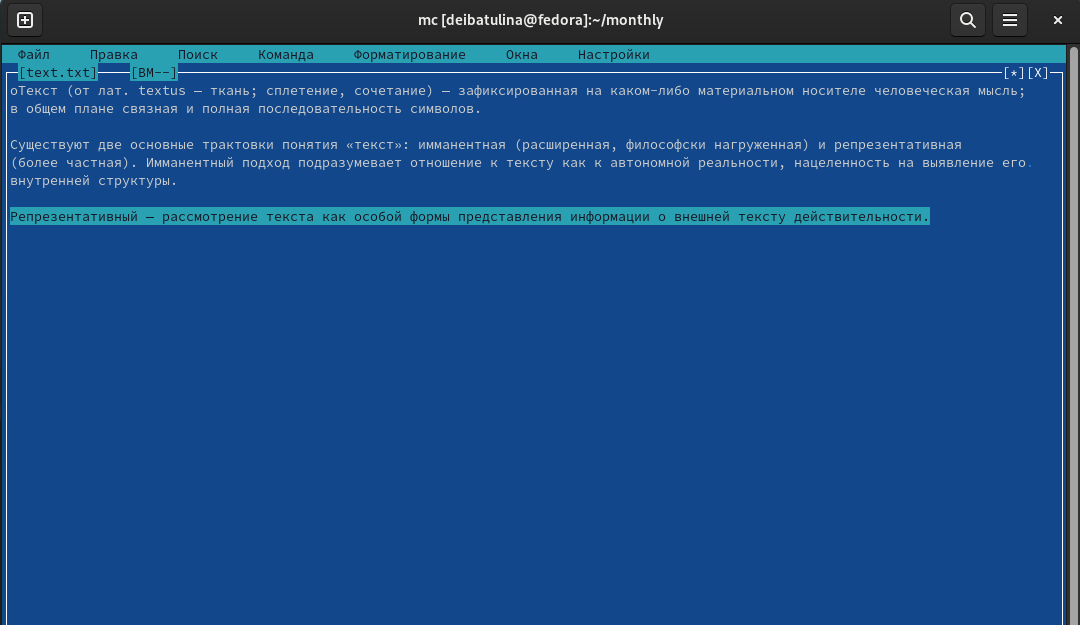 mc [deibatulina@fedora]:~/monthly
Файл Правка Поиск Команда Форматирование Окна Настройки
[text.txt] [BM--] [*][X]
оТекст (от лат. textus — ткань; сплетение, сочетание) — зафиксированная на каком-либо материальном носителе человеческая мысль;
в общем плане связная и полная последовательность символов.
Существуют две основные трактовки понятия «текст»: имманентная (расширенная, философски нагруженная) и репрезентативная
(более частная). Имманентный подход подразумевает отношение к тексту как к автономной реальности, нацеленность на выявление его.
внутренней структуры.
Репрезентативный — рассмотрение текста как особой формы представления информации о внешней тексту действительности.